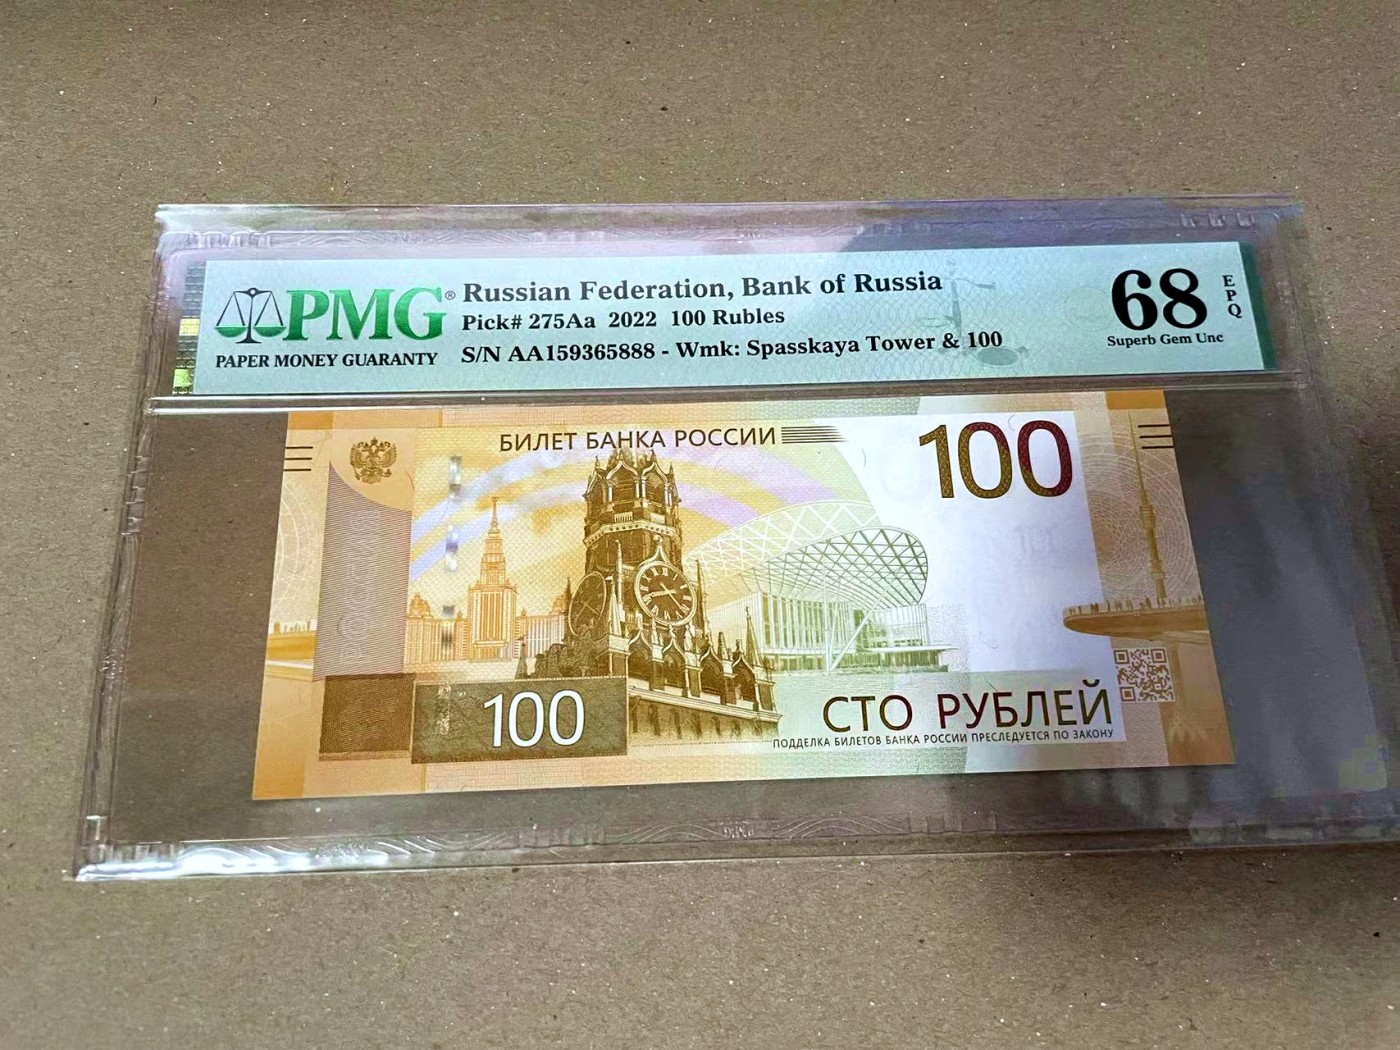 PMG®
PAPER MONEY GUARANTY
Russian Federation, Bank of Russia
Pick# 275Aa 2022 100 Rubles
S/N AA159365888 - Wmk: Spasskaya Tower & 100
68
EPQ
Superb Gem Unc
БИЛЕТ БАНКА РОССИИ
100
РОССИЯ
100
СТО РУБЛЕЙ
ПОДДЕЛКА БИЛЕТОВ БАНКА РОССИИ ПРЕСЛЕДУЕТСЯ ПО ЗАКОНУ